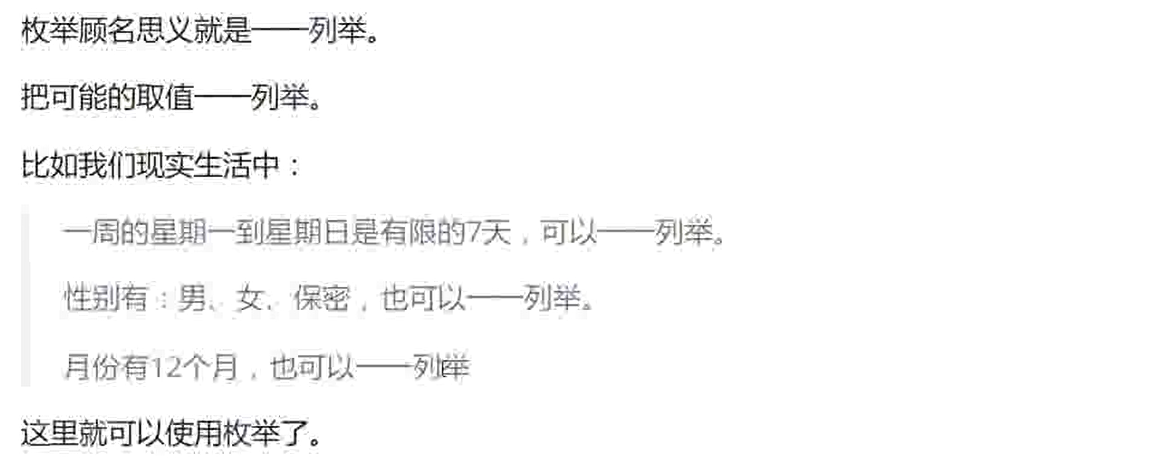 枚举顾名思义就是一一列举。
把可能的取值一一列举。
比如我们现实生活中：
一周的星期一到星期日是有限的7天，可以一一列举。
性别有：男、女、保密，也可以一一列举。
月份有12个月，也可以一一列举
这里就可以使用枚举了。